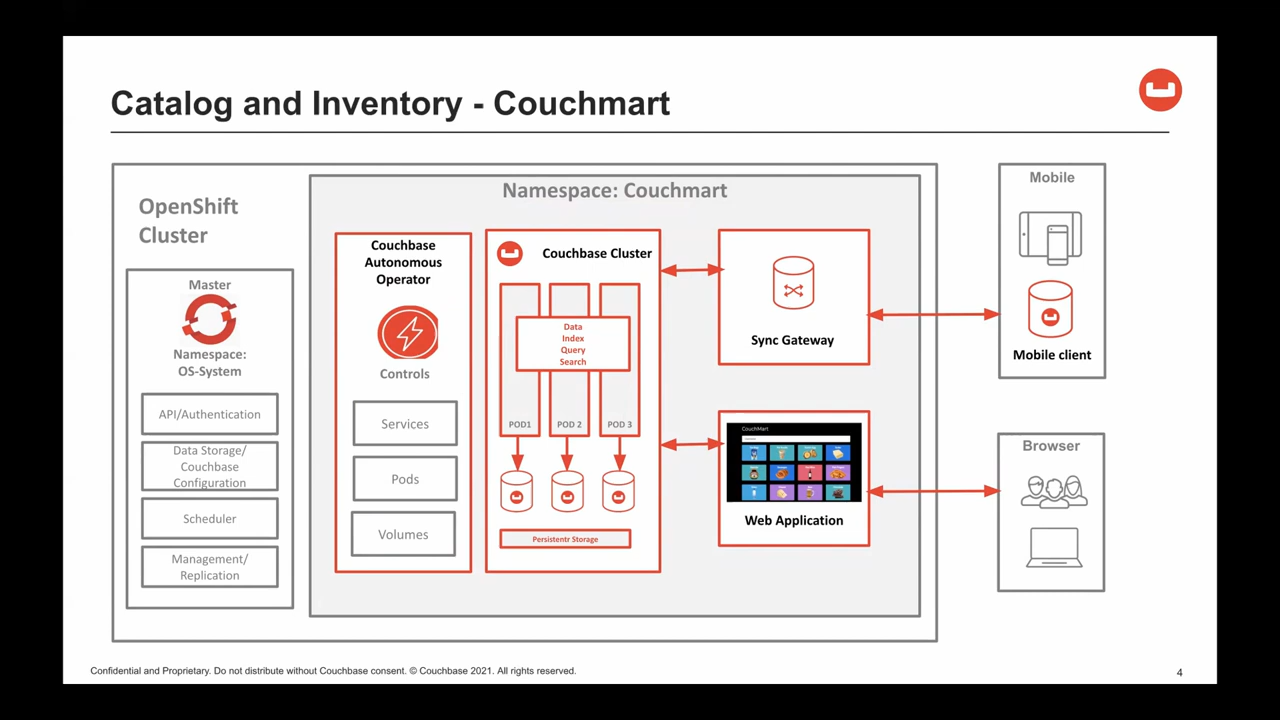 Catalog and Inventory - Couchmart
OpenShift
Cluster
Master
Namespace:
OS-System
API/Authentication
Data Storage/
Couchbase
Configuration
Scheduler
Management/
Replication
Namespace: Couchmart
Couchbase
Autonomous
Operator
Controls
Services
Pods
Volumes
Couchbase Cluster
Data
Index
Query
Search
POD1
POD 2
POD 3
Persistentr Storage
Sync Gateway
CouchMart
Web Application
Mobile
Mobile client
Browser
Confidential and Proprietary. Do not distribute without Couchbase consent. © Couchbase 2021. All rights reserved.
4